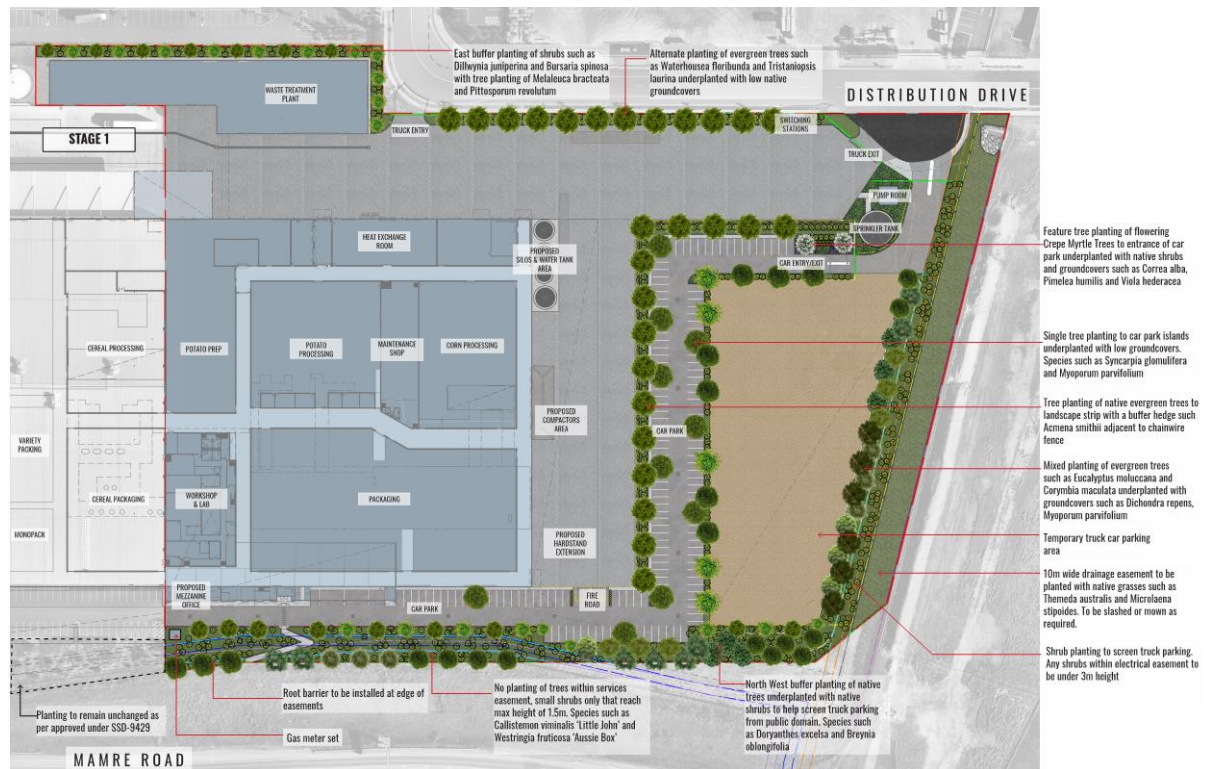 East buffer planting of shrubs such as
Dillwynia juniperina and Bursaria spinosa
with tree planting of Melaleuca bracteata
and Pittosporum revolutum
Alternate planting of evergreen trees such
as Waterhousea floribunda and Tristaniopsis
laurina underplanted with low native
groundcovers
DISTRIBUTION DRIVE
WASTE TREATMENT
PLANT
STAGE 1
TRUCK ENTRY
SWITCHING
STATIONS
TRUCK EXIT
PUMP ROOM
SPRINKLER TANK
CAR ENTRY/EXIT
HEAT EXCHANGE
ROOM
PROPOSED
SILOS & WATER TANK
AREA
Feature tree planting of flowering
Crepe Myrtle Trees to entrance of car
park underplanted with native shrubs
and groundcovers such as Correa alba,
Pimelea humilis and Viola hederacea
CEREAL PROCESSING
POTATO PREP
POTATO
PROCESSING
MAINTENANCE
SHOP
CORN PROCESSING
Single tree planting to car park islands
underplanted with low groundcovers.
Species such as Syncarpia glomulifera
and Myoporum parvifolium
PROPOSED
COMPACTORS
AREA
CAR PARK
Tree planting of native evergreen trees to
landscape strip with a buffer hedge such
Acmena smithii adjacent to chainwire
fence
VARIETY
PACKING
CEREAL PACKAGING
WORKSHOP
& LAB
PACKAGING
MONOPACK
PROPOSED
HARDSTAND
EXTENSION
Mixed planting of evergreen trees
such as Eucalyptus moluccana and
Corymbia maculata underplanted with
groundcovers such as Dichondra repens,
Myoporum parvifolium
Temporary truck car parking
area
10m wide drainage easement to be
planted with native grasses such as
Themeda australis and Microlaena
stipoides. To be slashed or mown as
required.
PROPOSED
MEZZANINE
OFFICE
CAR PARK
FIRE
ROAD
Shrub planting to screen truck parking.
Any shrubs within electrical easement to
be under 3m height
Planting to remain unchanged as
per approved under SSD-9429
Root barrier to be installed at edge of
easements
Gas meter set
No planting of trees within services
easement, small shrubs only that reach
max height of 1.5m. Species such as
Callistemon viminalis 'Little John' and
Westringia fruticosa 'Aussie Box'
North West buffer planting of native
trees underplanted with native
shrubs to help screen truck parking
from public domain. Species such
as Doryanthes excelsa and Breynia
oblongifolia
MAMRE ROAD